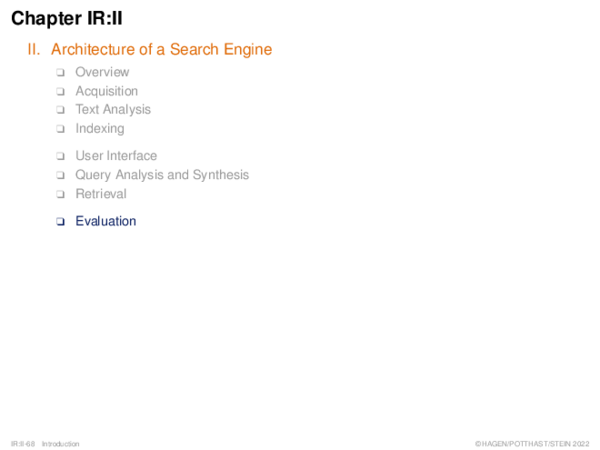 Chapter IR:II
II. Architecture of a Search Engine
❑ Overview
❑ Acquisition
❑ Text Analysis
❑ Indexing
❑ User Interface
❑ Query Analysis and Synthesis
❑ Retrieval
❑ Evaluation
IR:II-68 Introduction
©HAGEN/POTTHAST/STEIN 2022